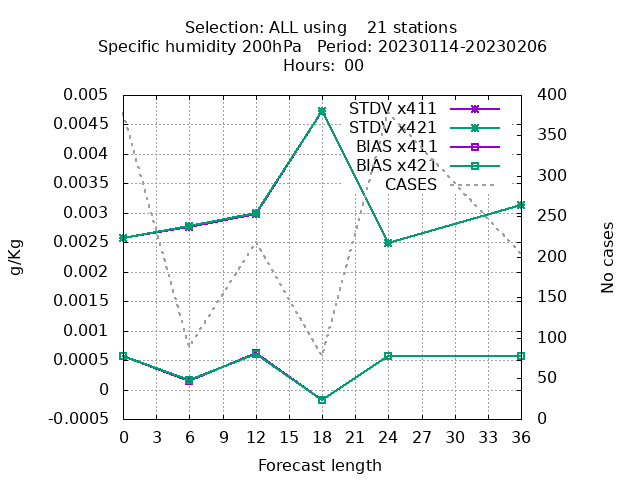 Selection: ALL using    21 stations
Specific humidity 200hPa   Period: 20230114-20230206
Hours:  00
0.005
0.0045
0.004
0.0035
0.003
0.0025
0.002
0.0015
0.001
0.0005
0
-0.0005
g/Kg
STDV x411
STDV x421
BIAS x411
BIAS x421
CASES
400
350
300
250
200
150
100
50
0
No cases
0 3 6 9 12 15 18 21 24 27 30 33 36
Forecast length